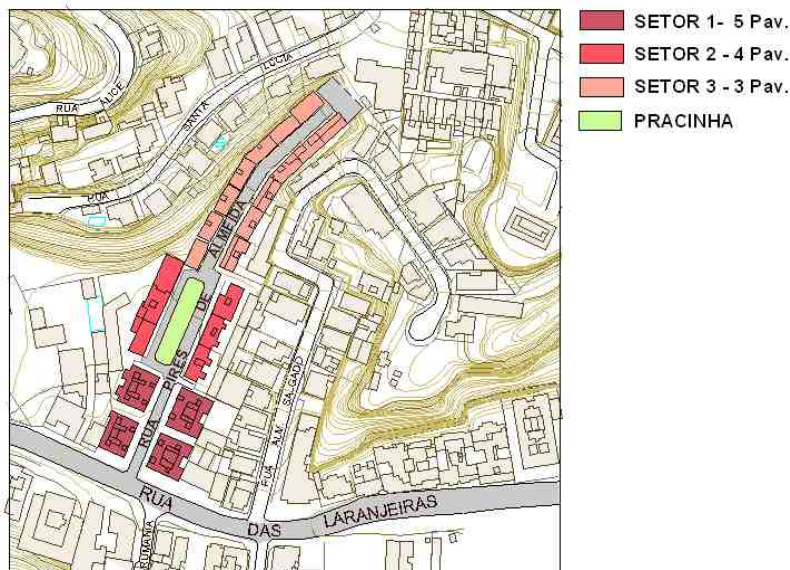 SETOR 1- 5 Pav.
SETOR 2 - 4 Pav.
SETOR 3 - 3 Pav.
PRACINHA
RUA ALICE
RUA SANTA LUCIA
RUA PIRES DE ALMEIDA
RUA ALM SALGADO
RUA DAS LARANJEIRAS
RUMANIA